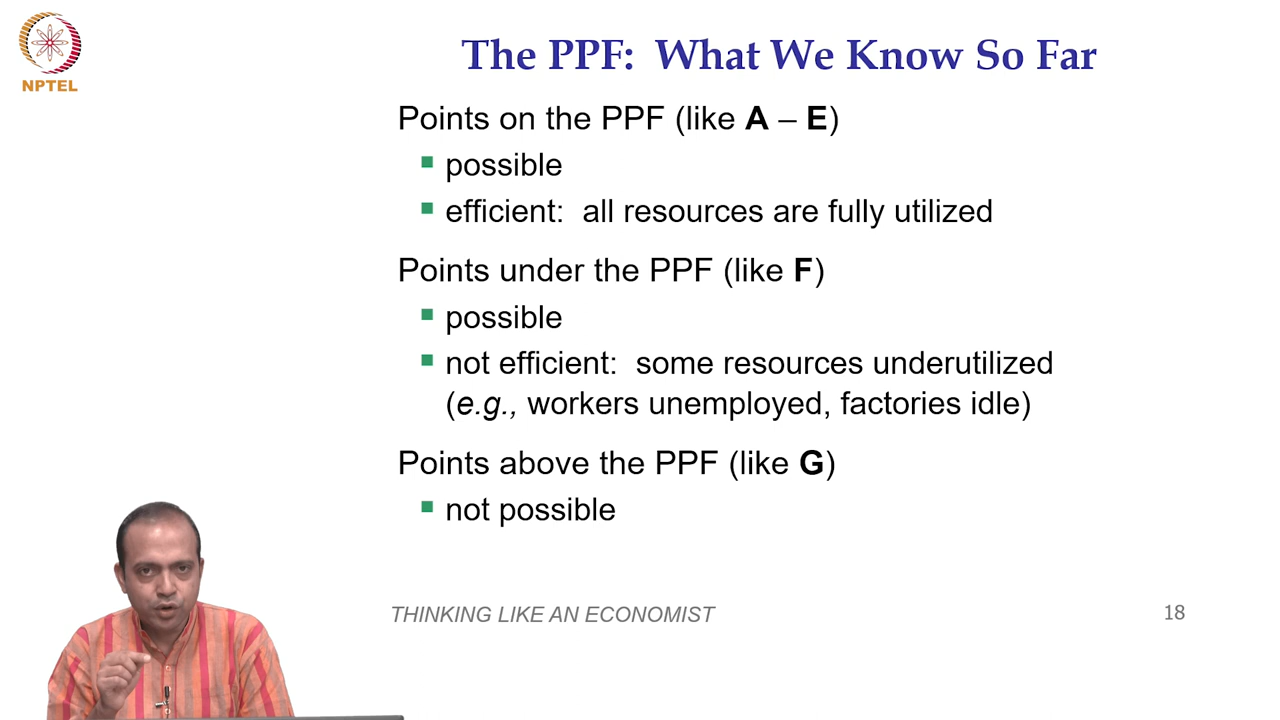 NPTEL
The PPF: What We Know So Far
Points on the PPF (like A – E)
possible
efficient: all resources are fully utilized
Points under the PPF (like F)
possible
not efficient: some resources underutilized
(e.g., workers unemployed, factories idle)
Points above the PPF (like G)
not possible
THINKING LIKE AN ECONOMIST
18